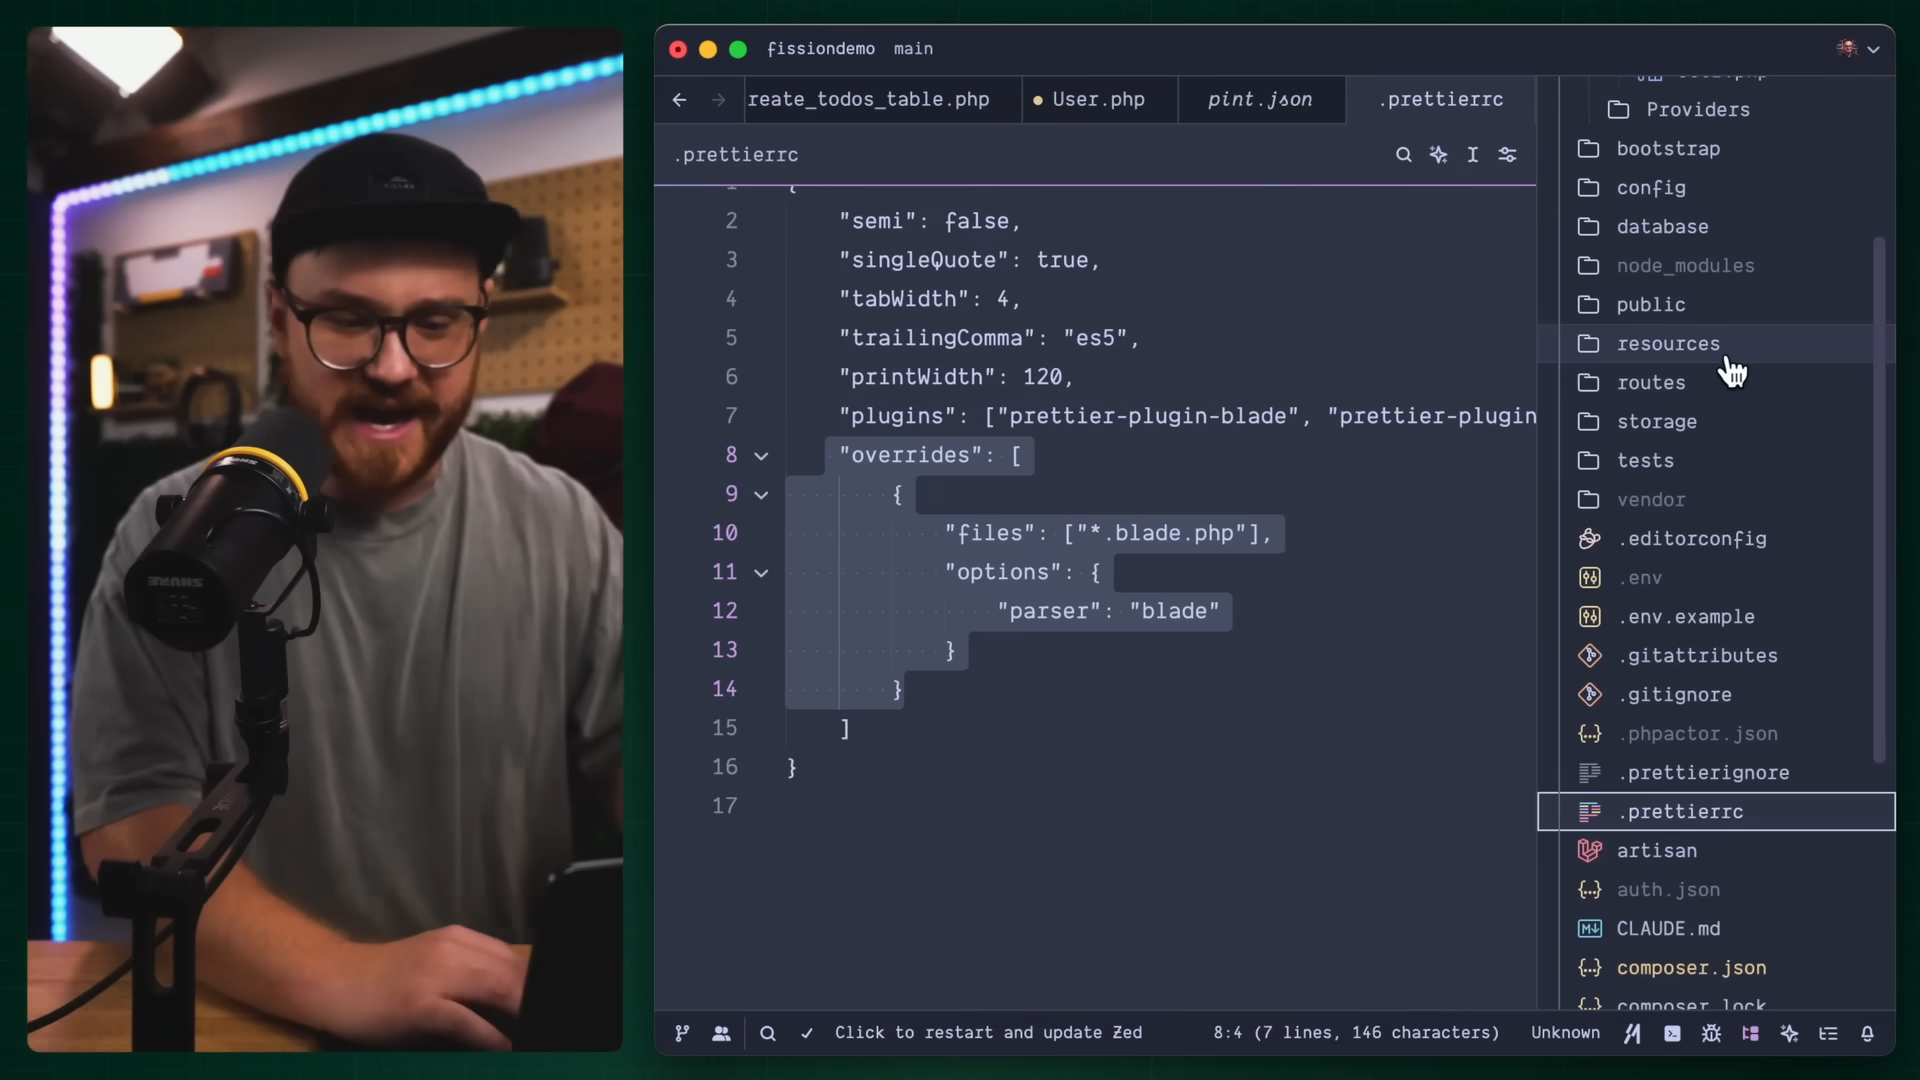 fissiondemo main
reate_todos_table.php
User.php
pint.json
.prettierrc
.prettierrc
1 {
2 "semi": false,
3 "singleQuote": true,
4 "tabWidth": 4,
5 "trailingComma": "es5",
6 "printWidth": 120,
7 "plugins": ["prettier-plugin-blade", "prettier-plugin
8 "overrides": [
9 {
10 "files": ["*.blade.php"],
11 "options": {
12 "parser": "blade"
13 }
14 }
15 ]
16 }
17
Providers
bootstrap
config
database
node_modules
public
resources
routes
storage
tests
vendor
.editorconfig
.env
.env.example
.gitattributes
.gitignore
.phpactor.json
.prettierignore
.prettierrc
artisan
auth.json
CLAUDE.md
composer.json
composer.lock
Click to restart and update Zed
8:4 (7 lines, 146 characters)
Unknown
SHURE